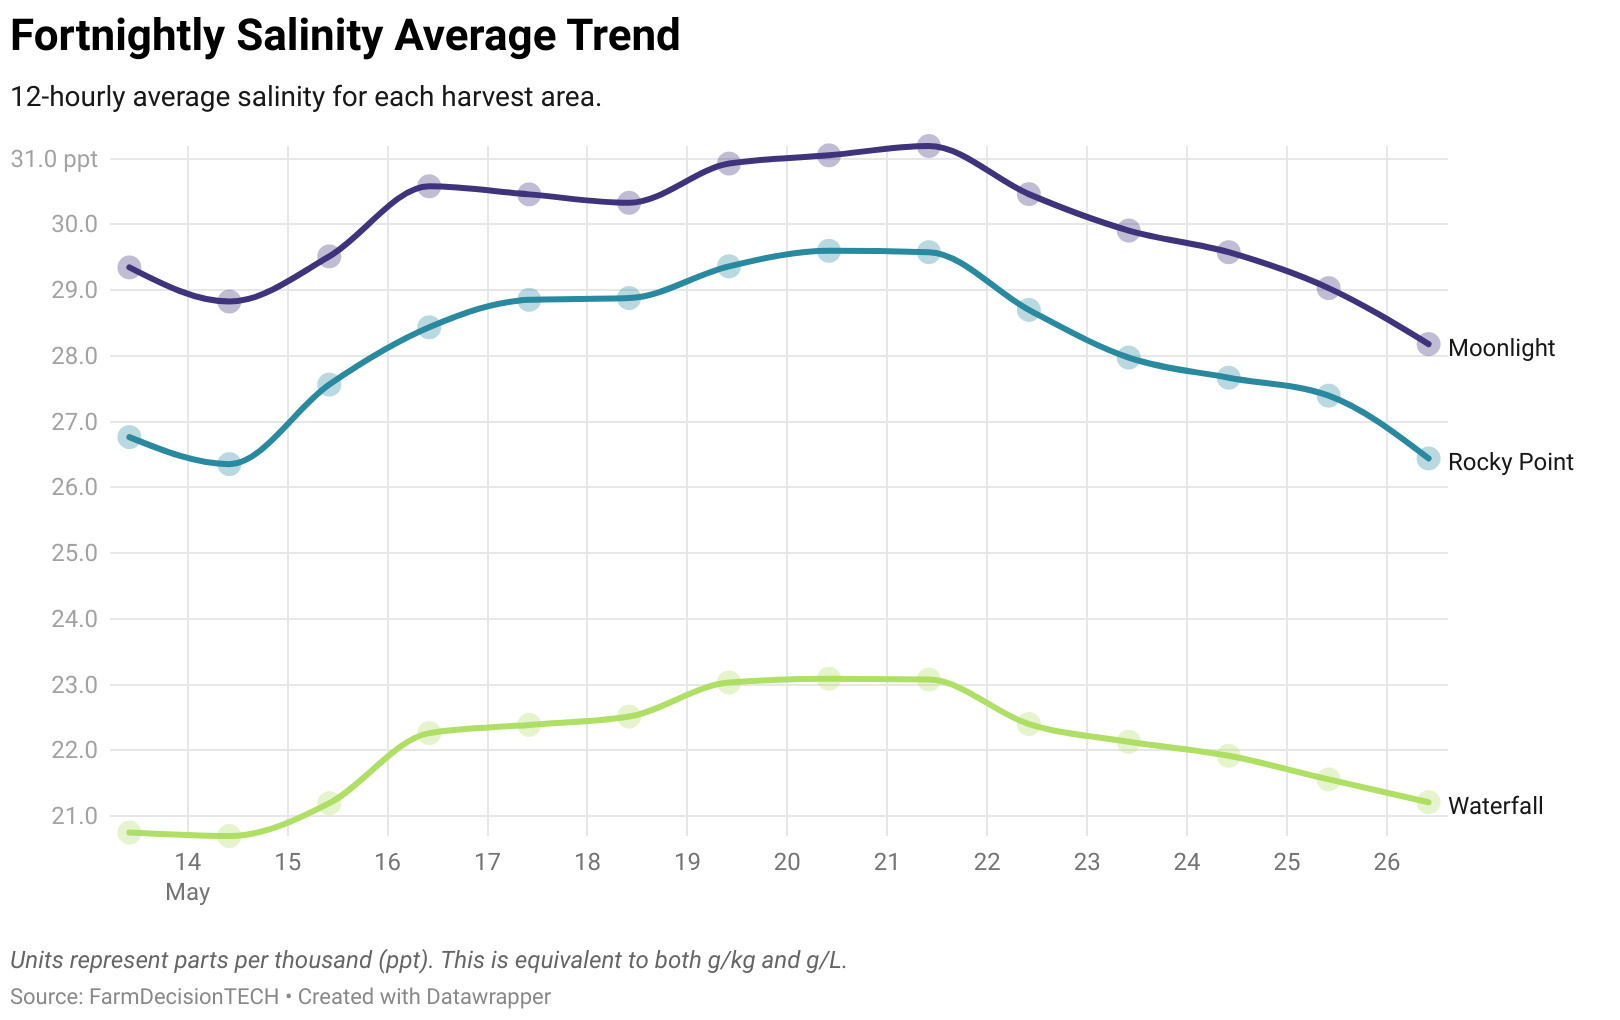 Fortnightly Salinity Average Trend
12-hourly average salinity for each harvest area.
31.0 ppt
30.0
29.0
28.0
27.0
26.0
25.0
24.0
23.0
22.0
21.0
Moonlight
Rocky Point
Waterfall
14 15 16 17 18 19 20 21 22 23 24 25 26
May
Units represent parts per thousand (ppt). This is equivalent to both g/kg and g/L.
Source: FarmDecisionTECH • Created with Datawrapper